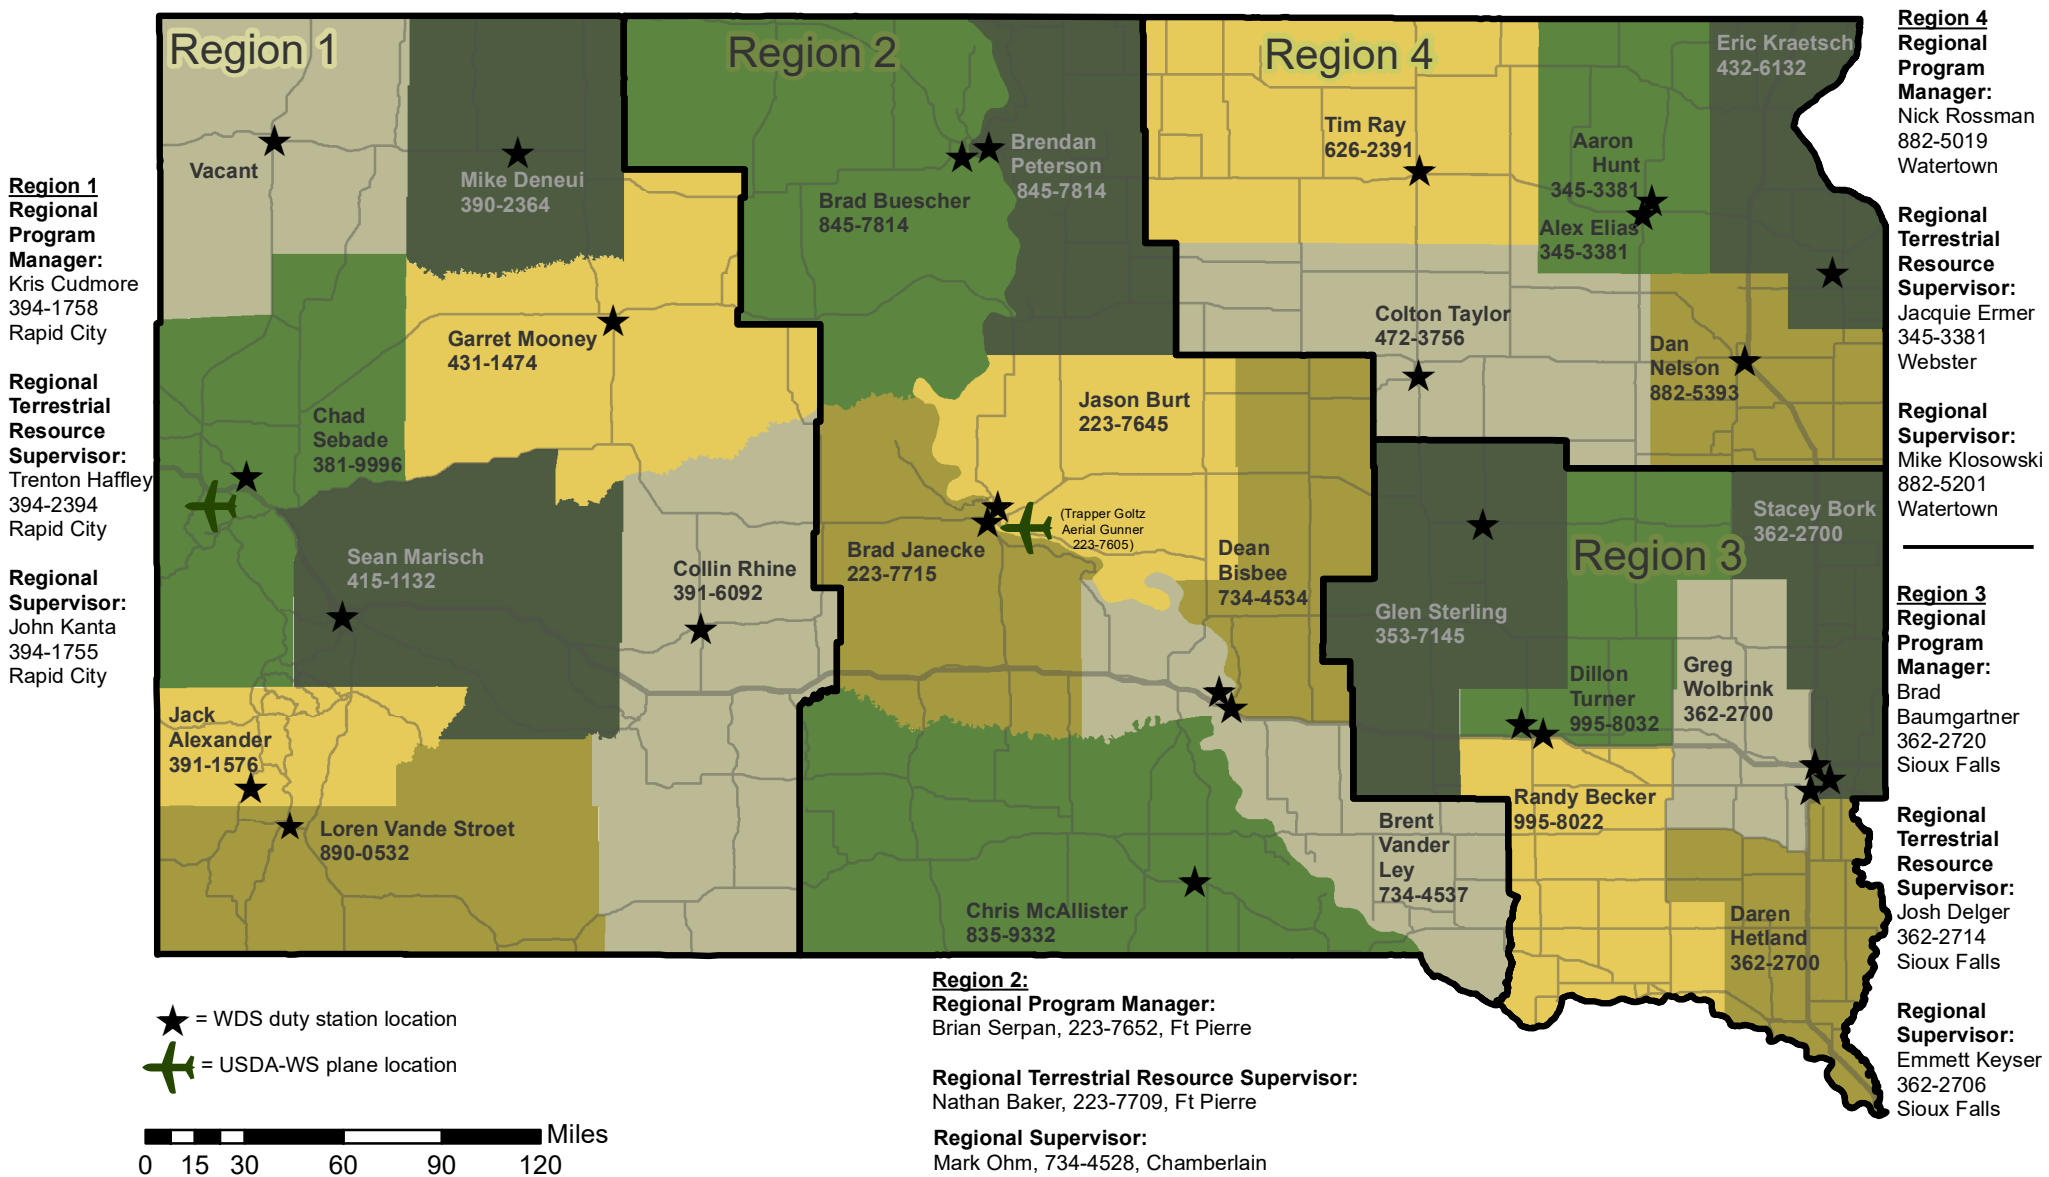 Region 1
Region 2
Region 4
Region 3
Vacant
Mike Deneui
390-2364
Garret Mooney
431-1474
Chad
Sebade
381-9996
Sean Marisch
415-1132
Collin Rhine
391-6092
Jack
Alexander
391-1576
Loren Vande Stroet
890-0532
Brad Buescher
845-7814
Brendan
Peterson
845-7814
Jason Burt
223-7645
(Trapper Goltz
Aerial Gunner
223-7605)
Brad Janecke
223-7715
Dean
Bisbee
734-4534
Chris McAllister
835-9332
Brent
Vander
Ley
734-4537
Tim Ray
626-2391
Aaron
Hunt
345-3381
Alex Elias
345-3381
Eric Kraetsch
432-6132
Colton Taylor
472-3756
Dan
Nelson
882-5393
Glen Sterling
353-7145
Stacey Bork
362-2700
Dillon
Turner
995-8032
Greg
Wolbrink
362-2700
Randy Becker
995-8022
Daren
Hetland
362-2700
Region 1
Regional
Program
Manager:
Kris Cudmore
394-1758
Rapid City
Regional
Terrestrial
Resource
Supervisor:
Trenton Haffley
394-2394
Rapid City
Regional
Supervisor:
John Kanta
394-1755
Rapid City
Region 4
Regional
Program
Manager:
Nick Rossman
882-5019
Watertown
Regional
Terrestrial
Resource
Supervisor:
Jacquie Ermer
345-3381
Webster
Regional
Supervisor:
Mike Klosowski
882-5201
Watertown
Region 3
Regional
Program
Manager:
Brad
Baumgartner
362-2720
Sioux Falls
Regional
Terrestrial
Resource
Supervisor:
Josh Delger
362-2714
Sioux Falls
Regional
Supervisor:
Emmett Keyser
362-2706
Sioux Falls
Region 2:
Regional Program Manager:
Brian Serpan, 223-7652, Ft Pierre
Regional Terrestrial Resource Supervisor:
Nathan Baker, 223-7709, Ft Pierre
Regional Supervisor:
Mark Ohm, 734-4528, Chamberlain
= WDS duty station location
= USDA-WS plane location
Miles
0 15 30 60 90 120